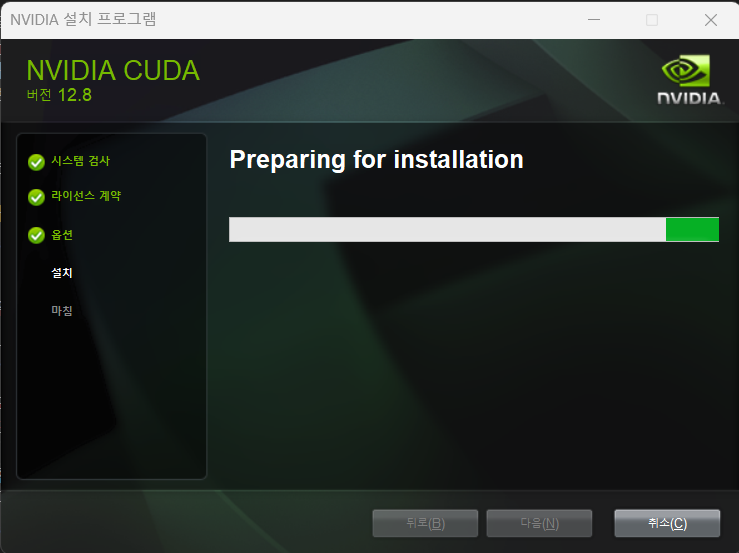 NVIDIA 설치 프로그램
NVIDIA CUDA
버전 12.8
NVIDIA.
시스템 검사
라이선스 계약
옵션
설치
마침
Preparing for installation
뒤로(B)
다음(N)
취소(C)